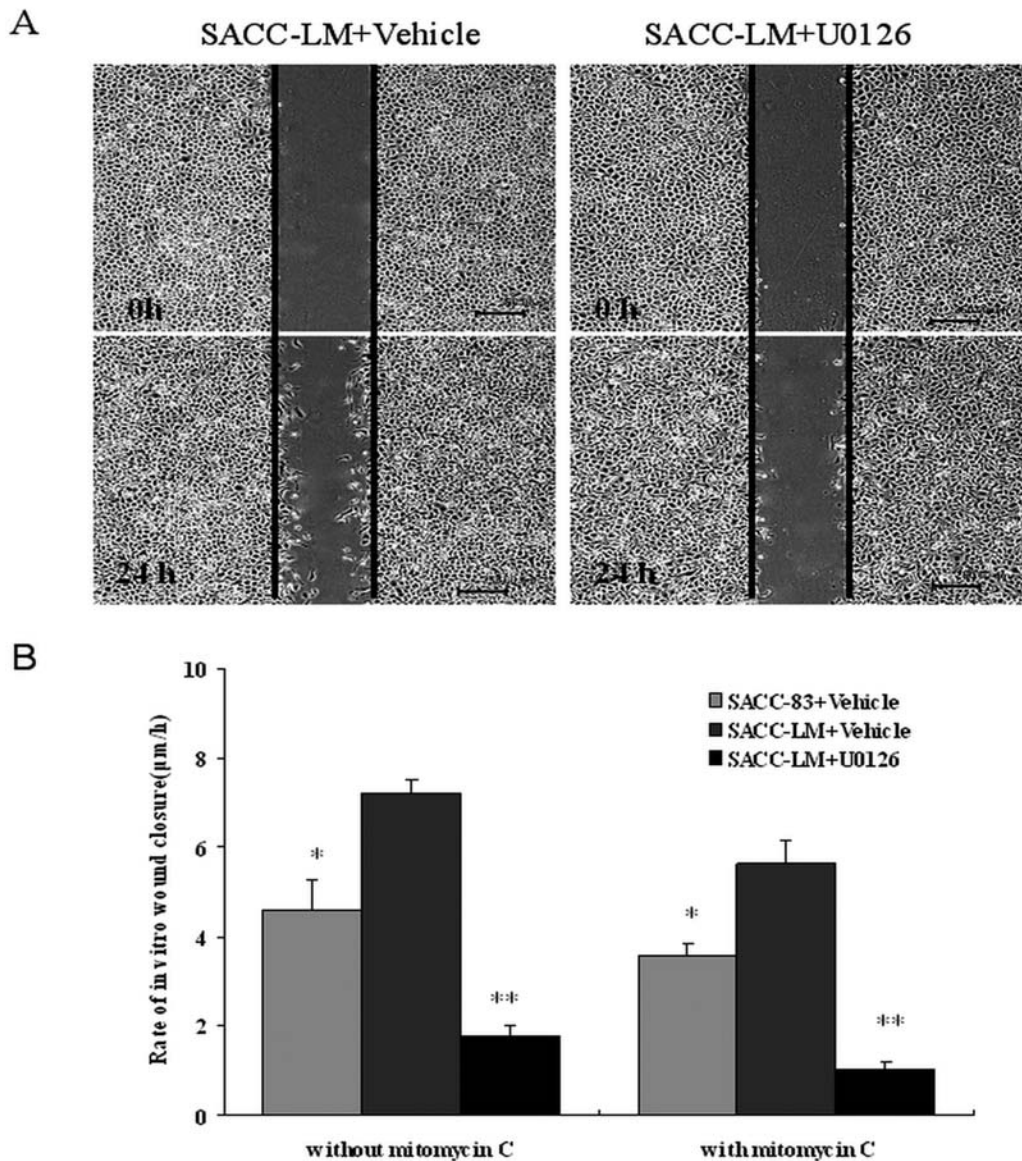 A
SACC-LM+Vehicle
SACC-LM+U0126
0h
0 h
24 h
24 h
B
10
8
6
4
2
0
Rate of in vitro wound closure(μm/h)
SACC-83+Vehicle
SACC-LM+Vehicle
SACC-LM+U0126
*
**
*
**
without mitomycin C
with mitomycin C